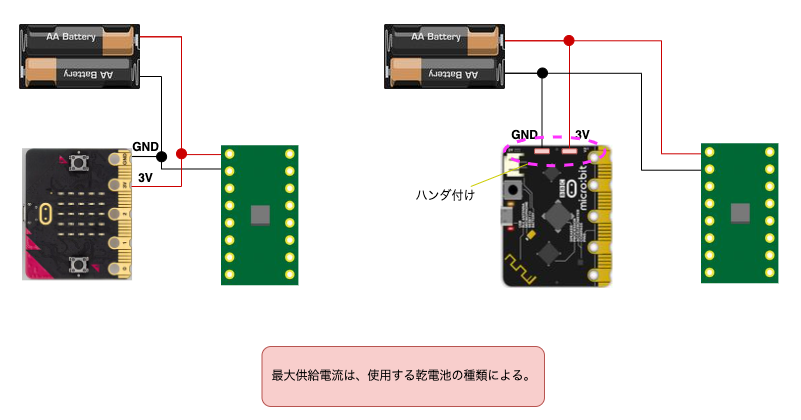 AA Battery
AA Battery
AA Battery
AA Battery
GND
3V
GND
3V
ハンダ付け
micro:bit
最大供給電流は、使用する乾電池の種類による。